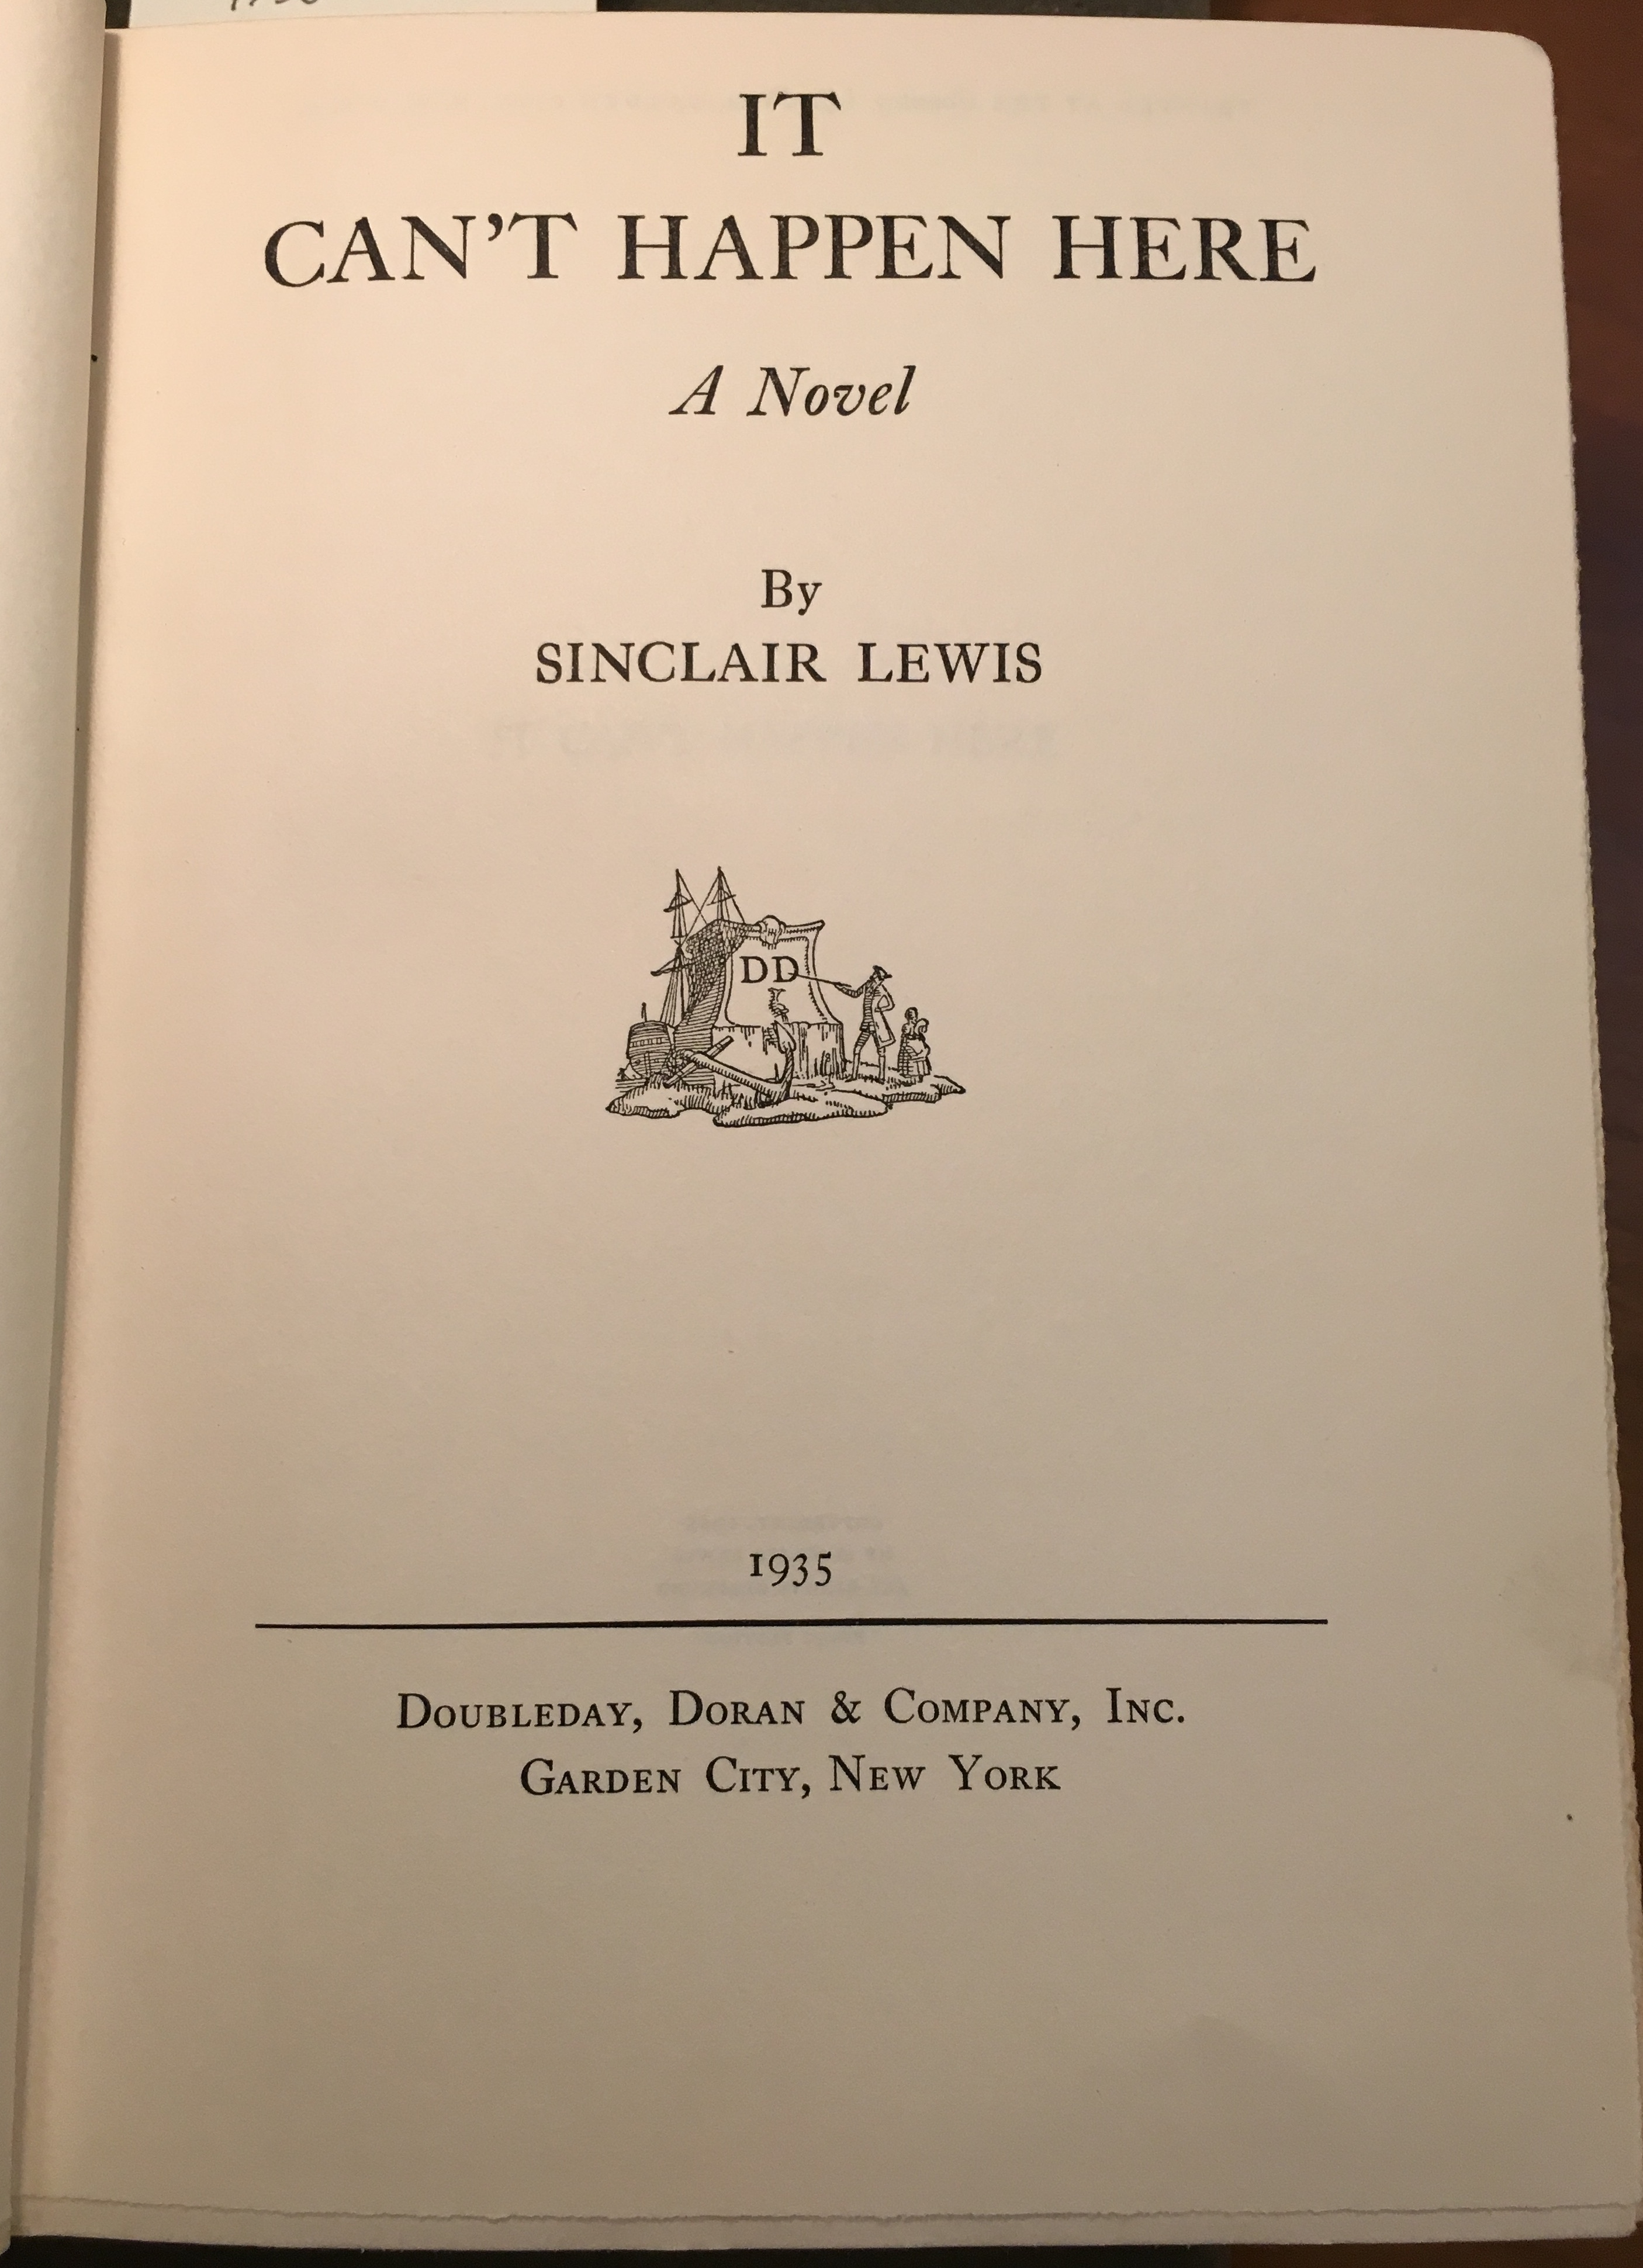 IT
CAN'T HAPPEN HERE
A Novel
By
SINCLAIR LEWIS
DD
1935
DOUBLEDAY, DORAN & COMPANY, INC.
GARDEN CITY, NEW YORK